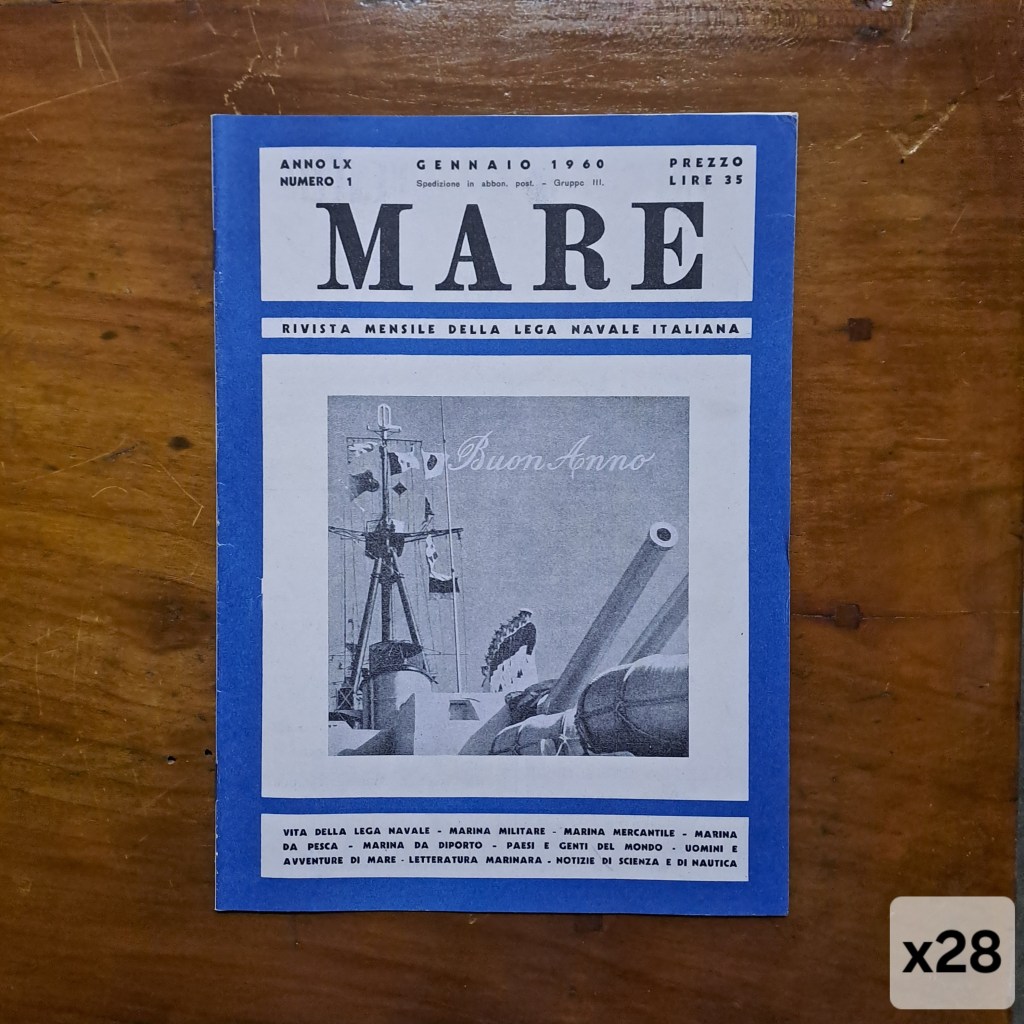 ANNO LX GENNAIO 1960 PREZZO
NUMERO 1 Spedizione in abbon. post. - Gruppo III. LIRE 35
MARE
RIVISTA MENSILE DELLA LEGA NAVALE ITALIANA
Buon Anno
VITA DELLA LEGA NAVALE - MARINA MILITARE - MARINA MERCANTILE - MARINA
DA PESCA - MARINA DA DIPORTO - PAESI E GENTI DEL MONDO - UOMINI E
AVVENTURE DI MARE - LETTERATURA MARINARA - NOTIZIE DI SCIENZA E DI NAUTICA
x28